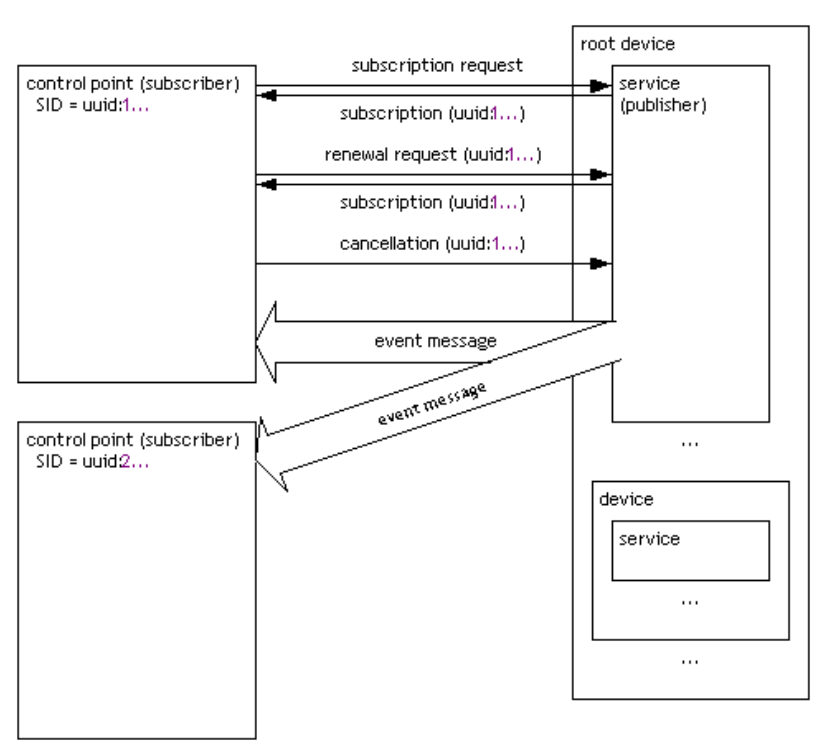 root device
subscription request
control point (subscriber)
SID = uuid:1...
service
(publisher)
subscription (uuid:1...)
renewal request (uuid:1...)
subscription (uuid:1...)
cancellation (uuid:1...)
event message
event message
control point (subscriber)
SID = uuid:2...
...
device
service
...
...